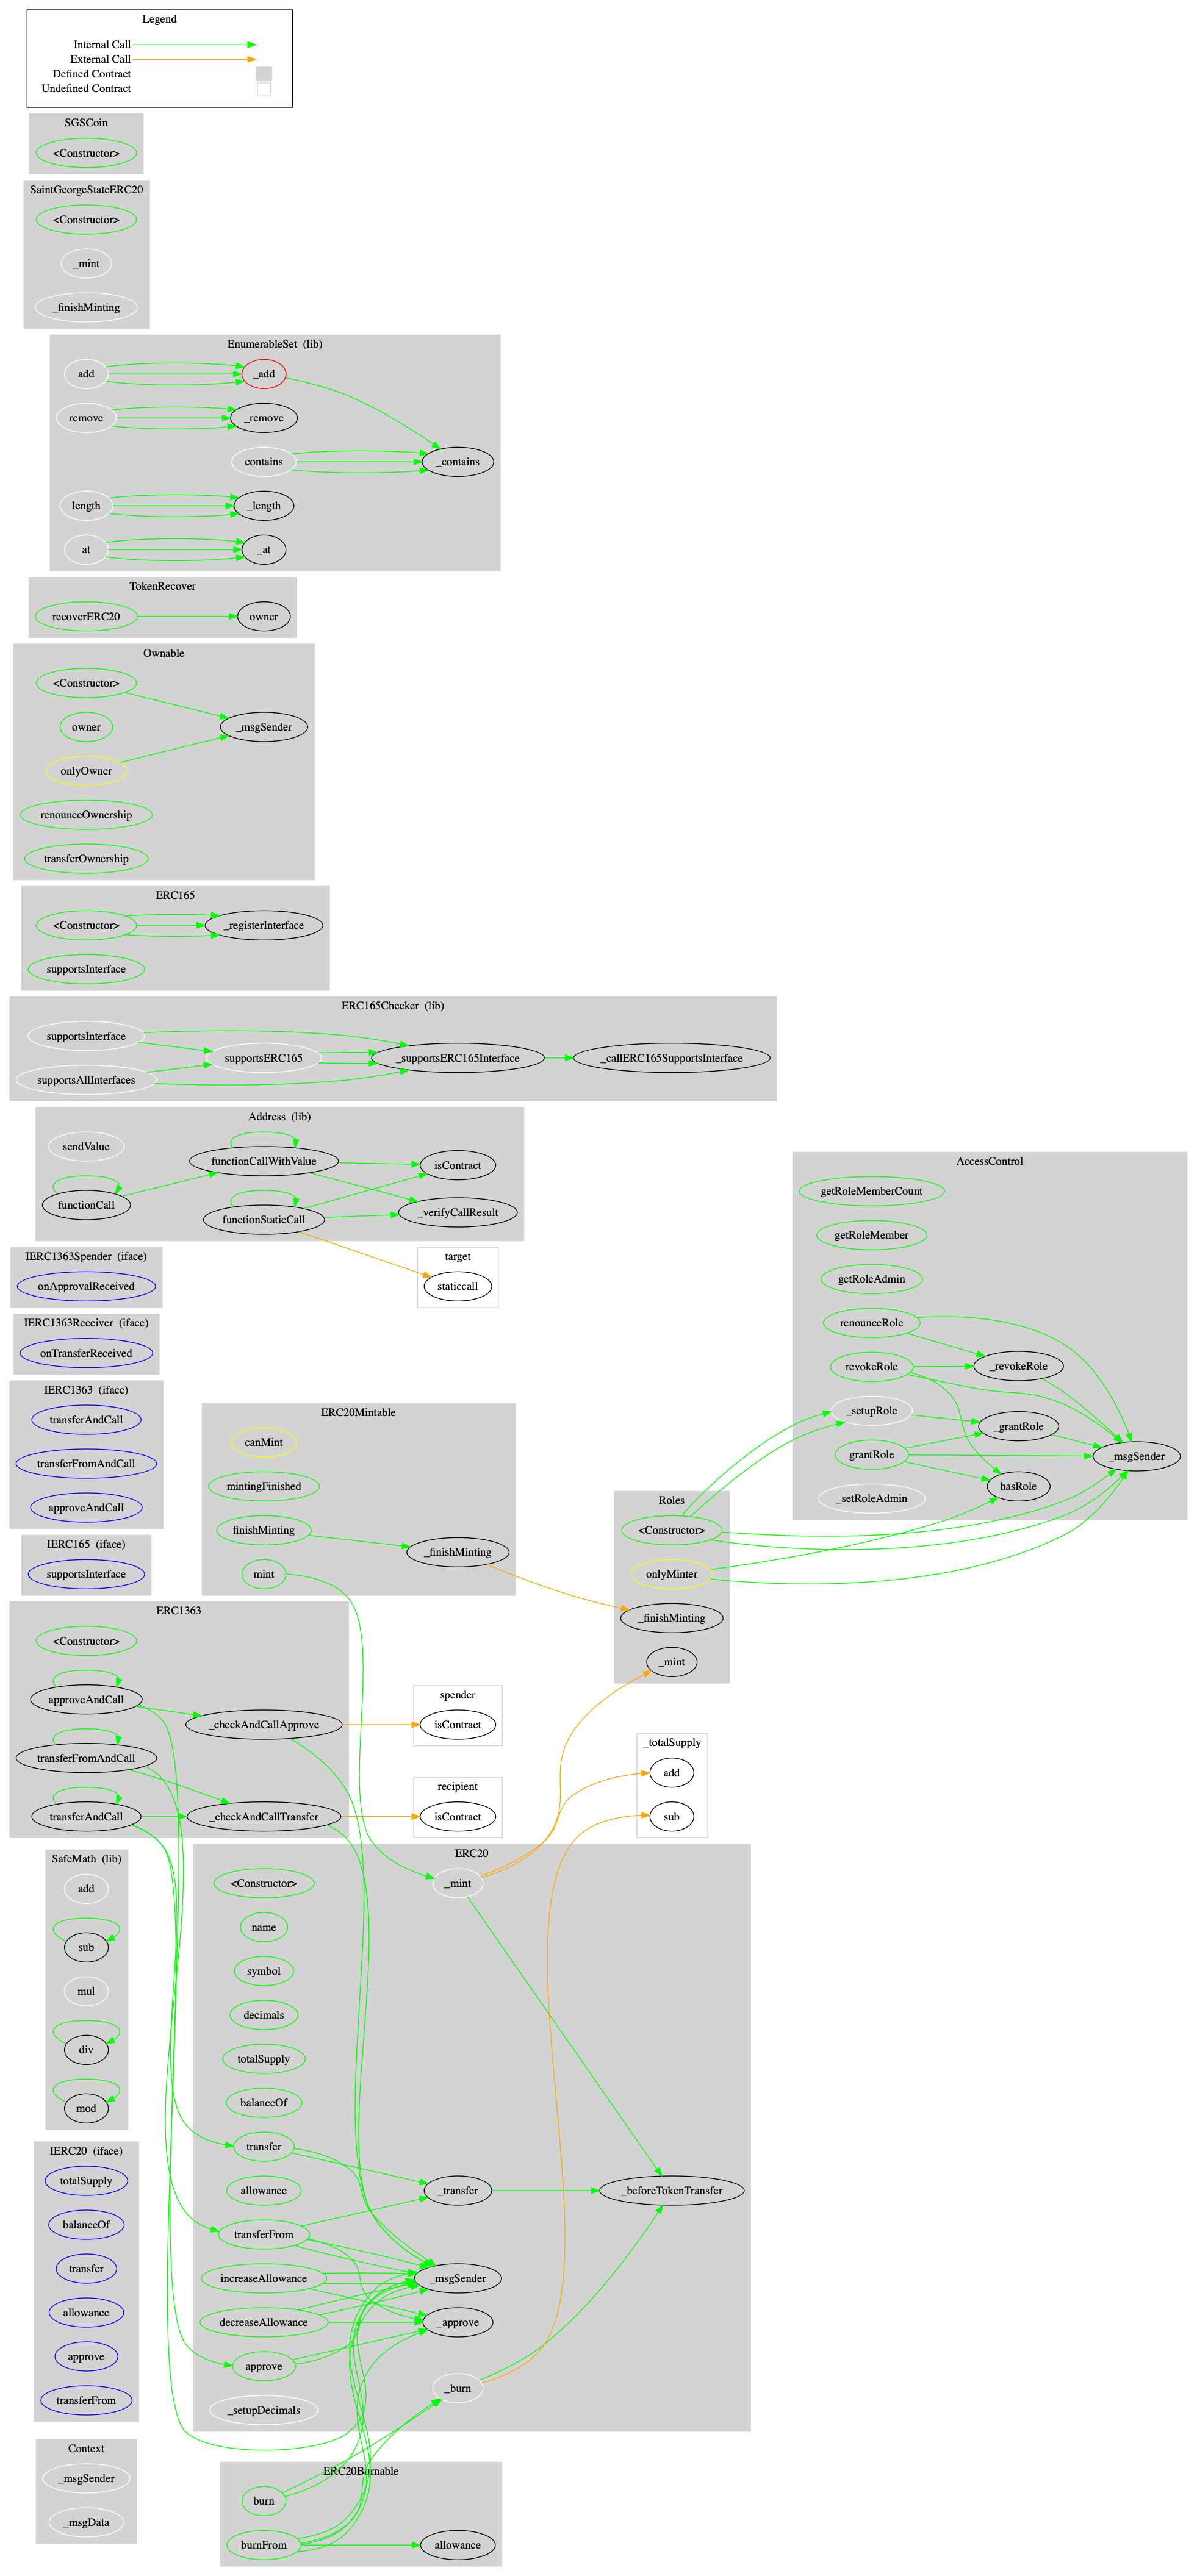 Legend
Internal Call
External Call
Defined Contract
Undefined Contract
SGSCoin
<Constructor>
SaintGeorgeStateERC20
<Constructor>
_mint
_finishMinting
EnumerableSet (lib)
add
_add
remove
_remove
contains
_contains
length
_length
at
_at
TokenRecover
recoverERC20
owner
Ownable
<Constructor>
owner
_msgSender
onlyOwner
renounceOwnership
transferOwnership
ERC165
<Constructor>
_registerInterface
supportsInterface
ERC165Checker (lib)
supportsInterface
supportsERC165
_supportsERC165Interface
_callERC165SupportsInterface
supportsAllInterfaces
Address (lib)
sendValue
functionCallWithValue
isContract
functionCall
functionStaticCall
_verifyCallResult
target
staticcall
AccessControl
getRoleMemberCount
getRoleMember
getRoleAdmin
renounceRole
revokeRole
_revokeRole
_setupRole
_grantRole
grantRole
_msgSender
hasRole
_setRoleAdmin
IERC1363Spender (iface)
onApprovalReceived
IERC1363Receiver (iface)
onTransferReceived
IERC1363 (iface)
transferAndCall
transferFromAndCall
approveAndCall
IERC165 (iface)
supportsInterface
ERC20Mintable
canMint
mintingFinished
finishMinting
_finishMinting
mint
Roles
<Constructor>
onlyMinter
_finishMinting
_mint
ERC1363
<Constructor>
approveAndCall
_checkAndCallApprove
transferFromAndCall
transferAndCall
_checkAndCallTransfer
spender
isContract
recipient
isContract
_totalSupply
add
sub
SafeMath (lib)
add
sub
mul
div
mod
ERC20
<Constructor>
_mint
name
symbol
decimals
totalSupply
balanceOf
transfer
allowance
_transfer
_beforeTokenTransfer
transferFrom
increaseAllowance
_msgSender
decreaseAllowance
_approve
approve
_burn
_setupDecimals
IERC20 (iface)
totalSupply
balanceOf
transfer
allowance
approve
transferFrom
Context
_msgSender
_msgData
ERC20Burnable
burn
burnFrom
allowance